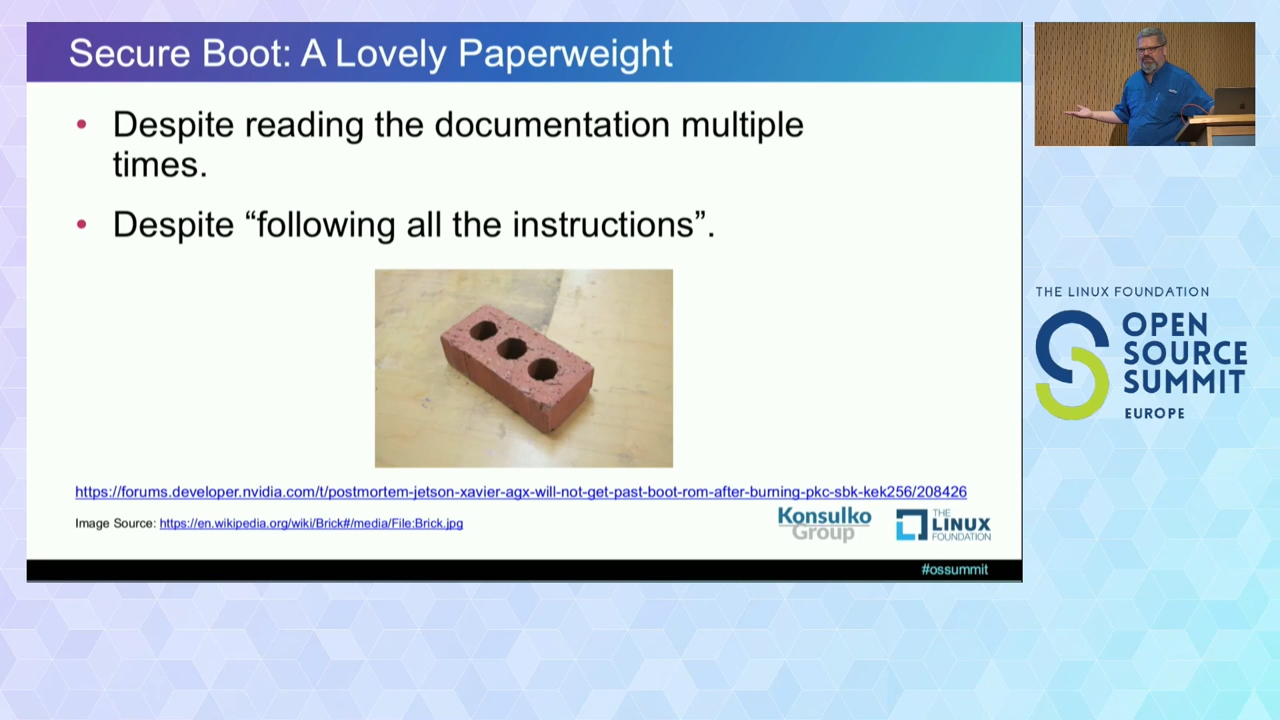 Secure Boot: A Lovely Paperweight
• Despite reading the documentation multiple
times.
• Despite “following all the instructions”.
https://forums.developer.nvidia.com/t/postmortem-jetson-xavier-agx-will-not-get-past-boot-rom-after-burning-pkc-sbk-kek256/208426
Image Source: https://en.wikipedia.org/wiki/Brick#/media/File:Brick.jpg
Konsulko
Group
THE
LINUX
FOUNDATION
#ossummit
THE LINUX FOUNDATION
OPEN
SOURCE
SUMMIT
EUROPE